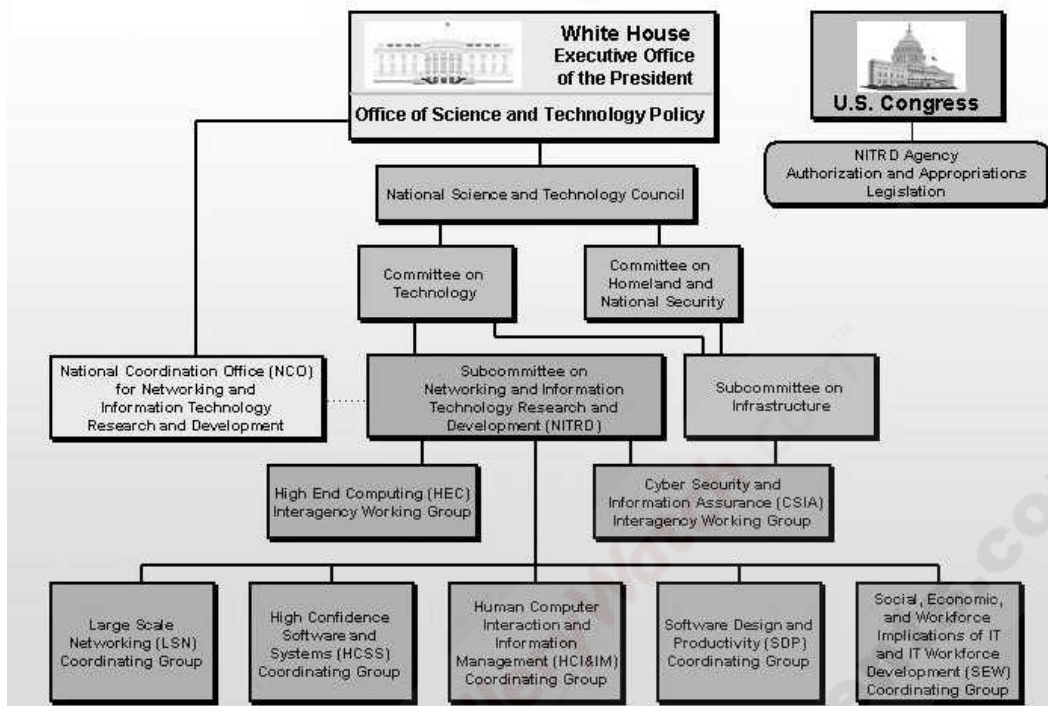 White House
Executive Office
of the President
Office of Science and Technology Policy
U.S. Congress
NITRD Agency
Authorization and Appropriations
Legislation
National Science and Technology Council
Committee on
Technology
Committee on
Homeland and
National Security
National Coordination Office (NCO)
for Networking and
Information Technology
Research and Development
Subcommittee on
Networking and Information
Technology Research and
Development (NITRD)
Subcommittee on
Infrastructure
High End Computing (HEC)
Interagency Working Group
Cyber Security and
Information Assurance (CSIA)
Interagency Working Group
Large Scale
Networking (LSN)
Coordinating Group
High Confidence
Software and
Systems (HCSS)
Coordinating Group
Human Computer
Interaction and
Information
Management (HCI&IM)
Coordinating Group
Software Design and
Productivity (SDP)
Coordinating Group
Social, Economic,
and Workforce
Implications of IT
and IT Workforce
Development (SEW)
Coordinating Group